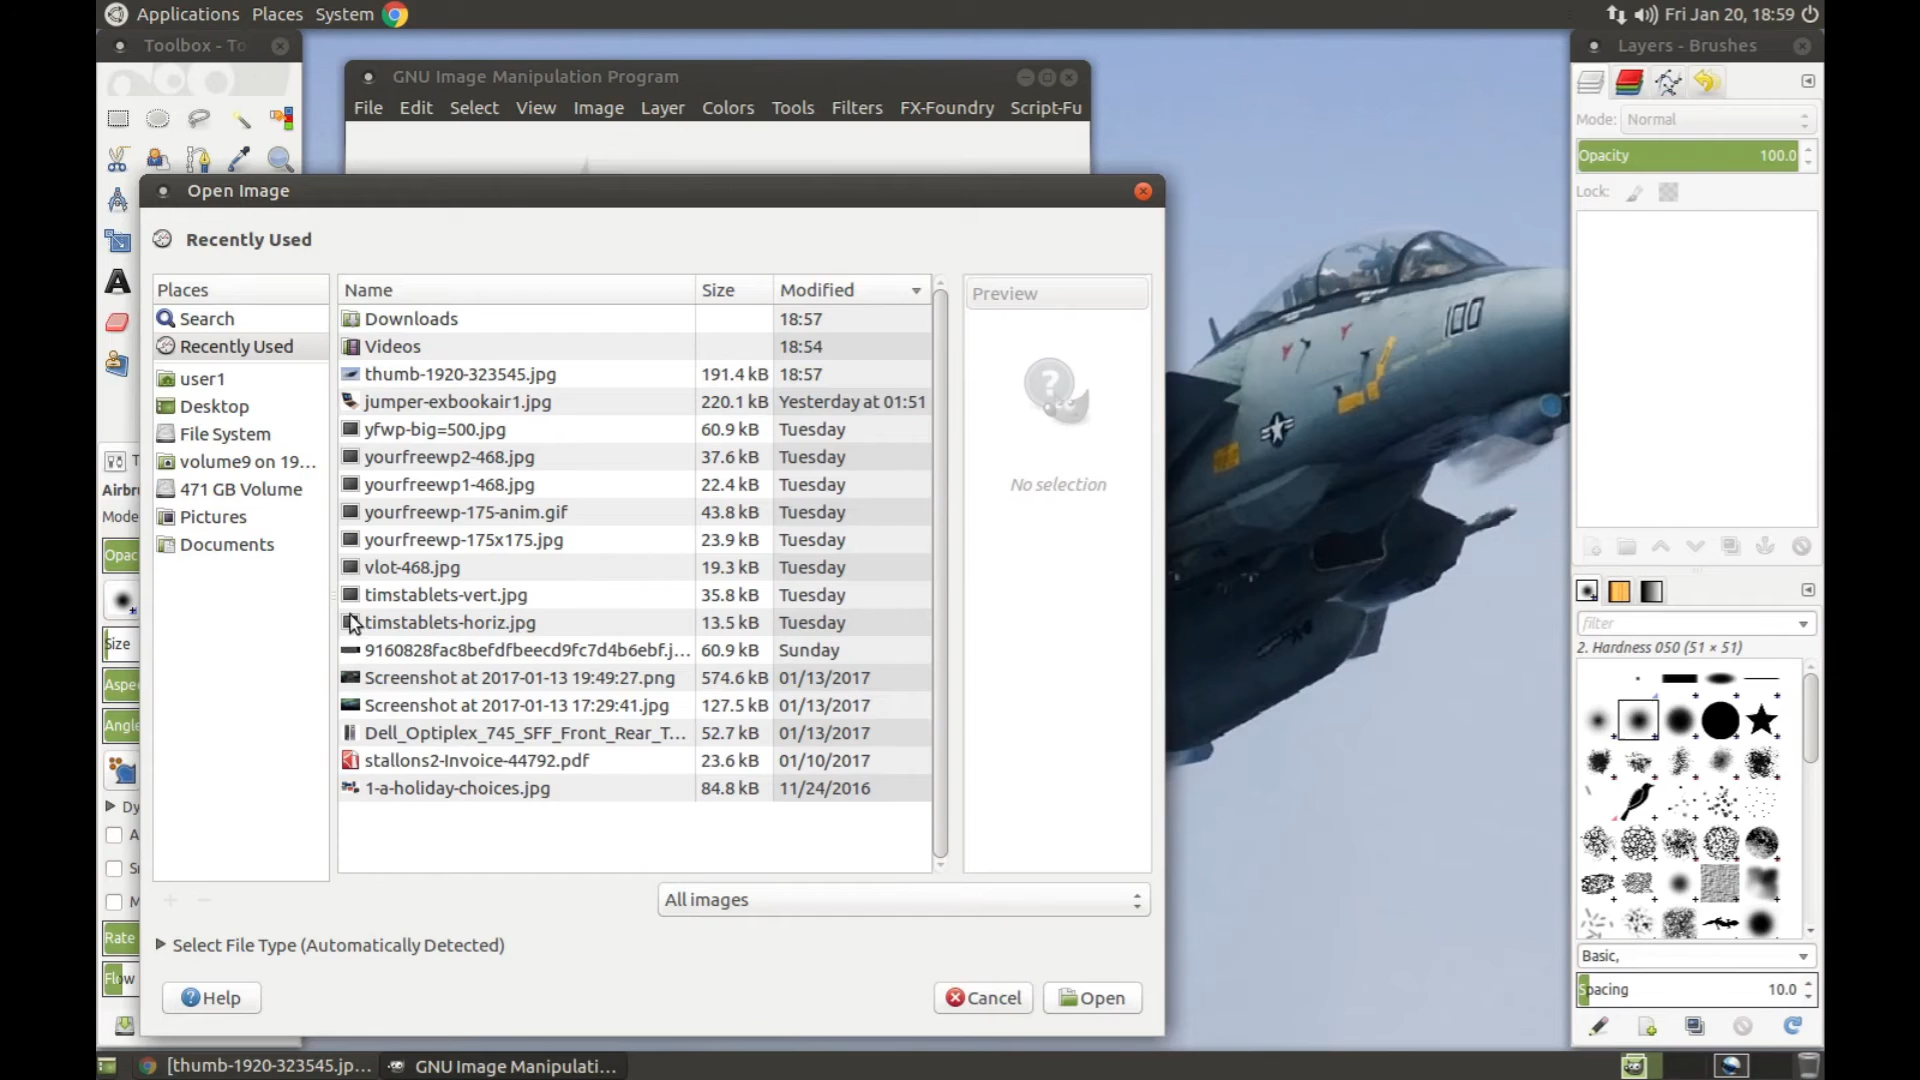 Applications Places System
Fri Jan 20, 18:59
Toolbox - To
Layers - Brushes
GNU Image Manipulation Program
File Edit Select View Image Layer Colors Tools Filters FX-Foundry Script-Fu
Mode: Normal
Opacity 100.0
Lock:
Open Image
Recently Used
Places
Search
Recently Used
user1
Desktop
File System
volume9 on 19...
471 GB Volume
Pictures
Documents
Name Size Modified
Downloads 18:57
Videos 18:54
thumb-1920-323545.jpg 191.4 kB 18:57
jumper-exbookair1.jpg 220.1 kB Yesterday at 01:51
yfwp-big=500.jpg 60.9 kB Tuesday
yourfreewp2-468.jpg 37.6 kB Tuesday
yourfreewp1-468.jpg 22.4 kB Tuesday
yourfreewp-175-anim.gif 43.8 kB Tuesday
yourfreewp-175x175.jpg 23.9 kB Tuesday
vlot-468.jpg 19.3 kB Tuesday
timstablets-vert.jpg 35.8 kB Tuesday
timstablets-horiz.jpg 13.5 kB Tuesday
9160828fac8befdfbeecd9fc7d4b6ebf.j... 60.9 kB Sunday
Screenshot at 2017-01-13 19:49:27.png 574.6 kB 01/13/2017
Screenshot at 2017-01-13 17:29:41.jpg 127.5 kB 01/13/2017
Dell_Optiplex_745_SFF_Front_Rear_T... 52.7 kB 01/13/2017
stallons2-Invoice-44792.pdf 23.6 kB 01/10/2017
1-a-holiday-choices.jpg 84.8 kB 11/24/2016
Preview
No selection
All images
Select File Type (Automatically Detected)
Help
Cancel
Open
Airbr
Mode
Opac
Size
Aspe
Angle
Dy
A
M
Rate
Flow
100
filter
2. Hardness 050 (51 × 51)
Basic,
Spacing 10.0
[thumb-1920-323545.jp...
GNU Image Manipulati...